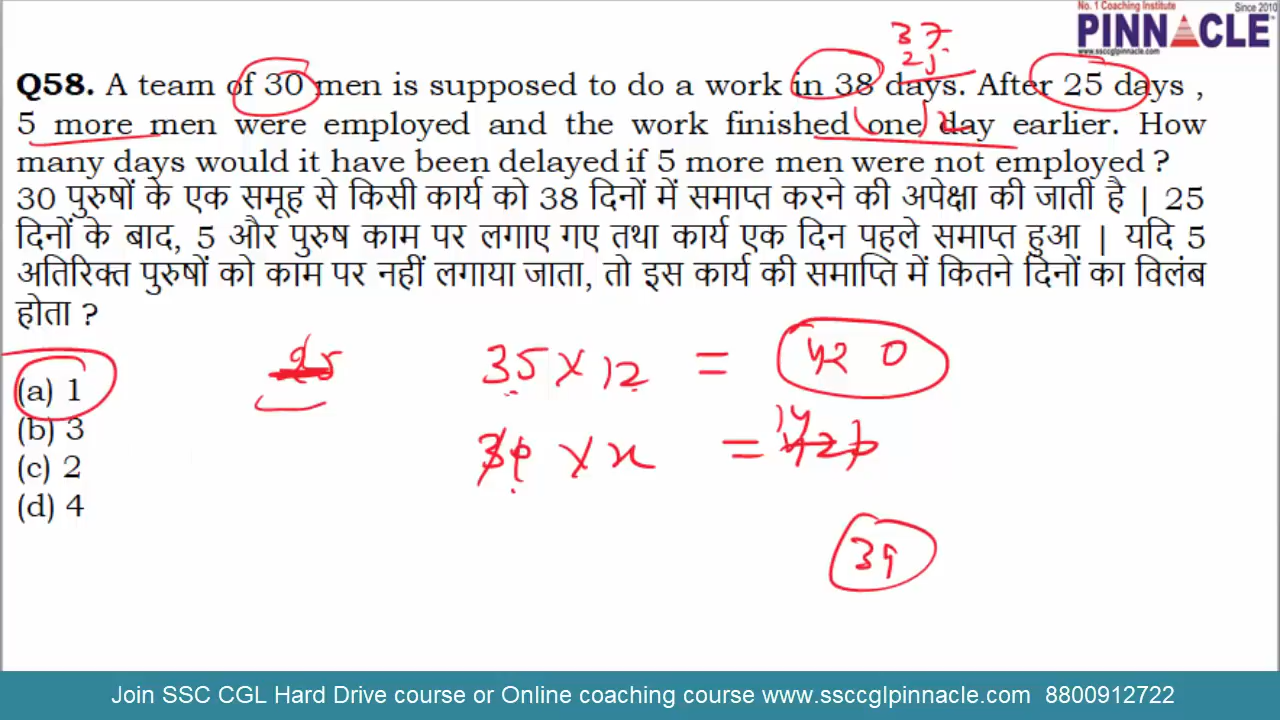 No. 1 Coaching Institute
Since 2010
PINNACLE
www.ssccglpinnacle.com
37
25
12
Q58. A team of 30 men is supposed to do a work in 38 days. After 25 days ,
5 more men were employed and the work finished one day earlier. How
many days would it have been delayed if 5 more men were not employed ?
30 पुरुषों के एक समूह से किसी कार्य को 38 दिनों में समाप्त करने की अपेक्षा की जाती है | 25
दिनों के बाद, 5 और पुरुष काम पर लगाए गए तथा कार्य एक दिन पहले समाप्त हुआ | यदि 5
अतिरिक्त पुरुषों को काम पर नहीं लगाया जाता, तो इस कार्य की समाप्ति में कितने दिनों का विलंब
होता ?
35 × 12 = 420
(a) 1
14
(b) 3
30 × x = 420
(c) 2
(d) 4
39
Join SSC CGL Hard Drive course or Online coaching course www.ssccglpinnacle.com 8800912722